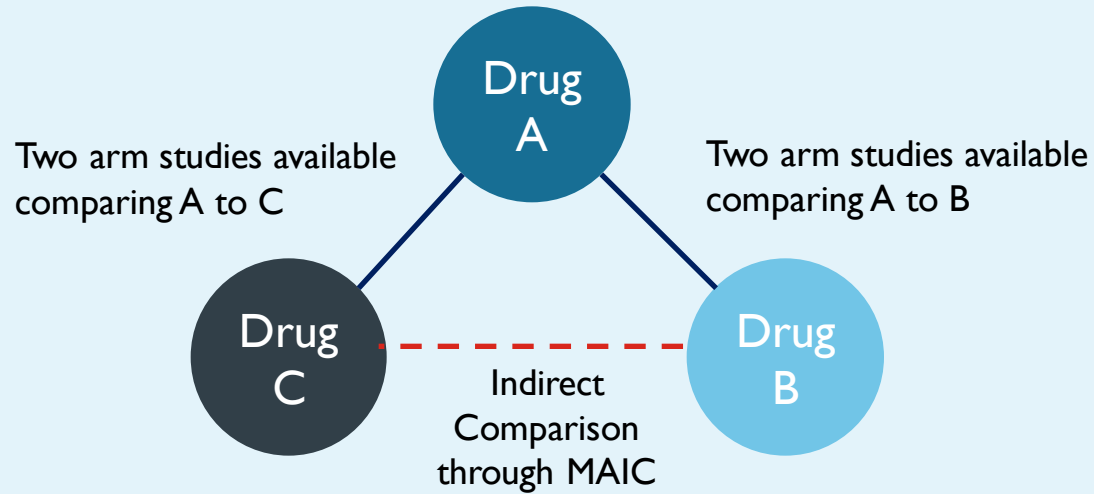 Drug
A
Two arm studies available
comparing A to C
Two arm studies available
comparing A to B
Drug
C
Drug
B
Indirect
Comparison
through MAIC